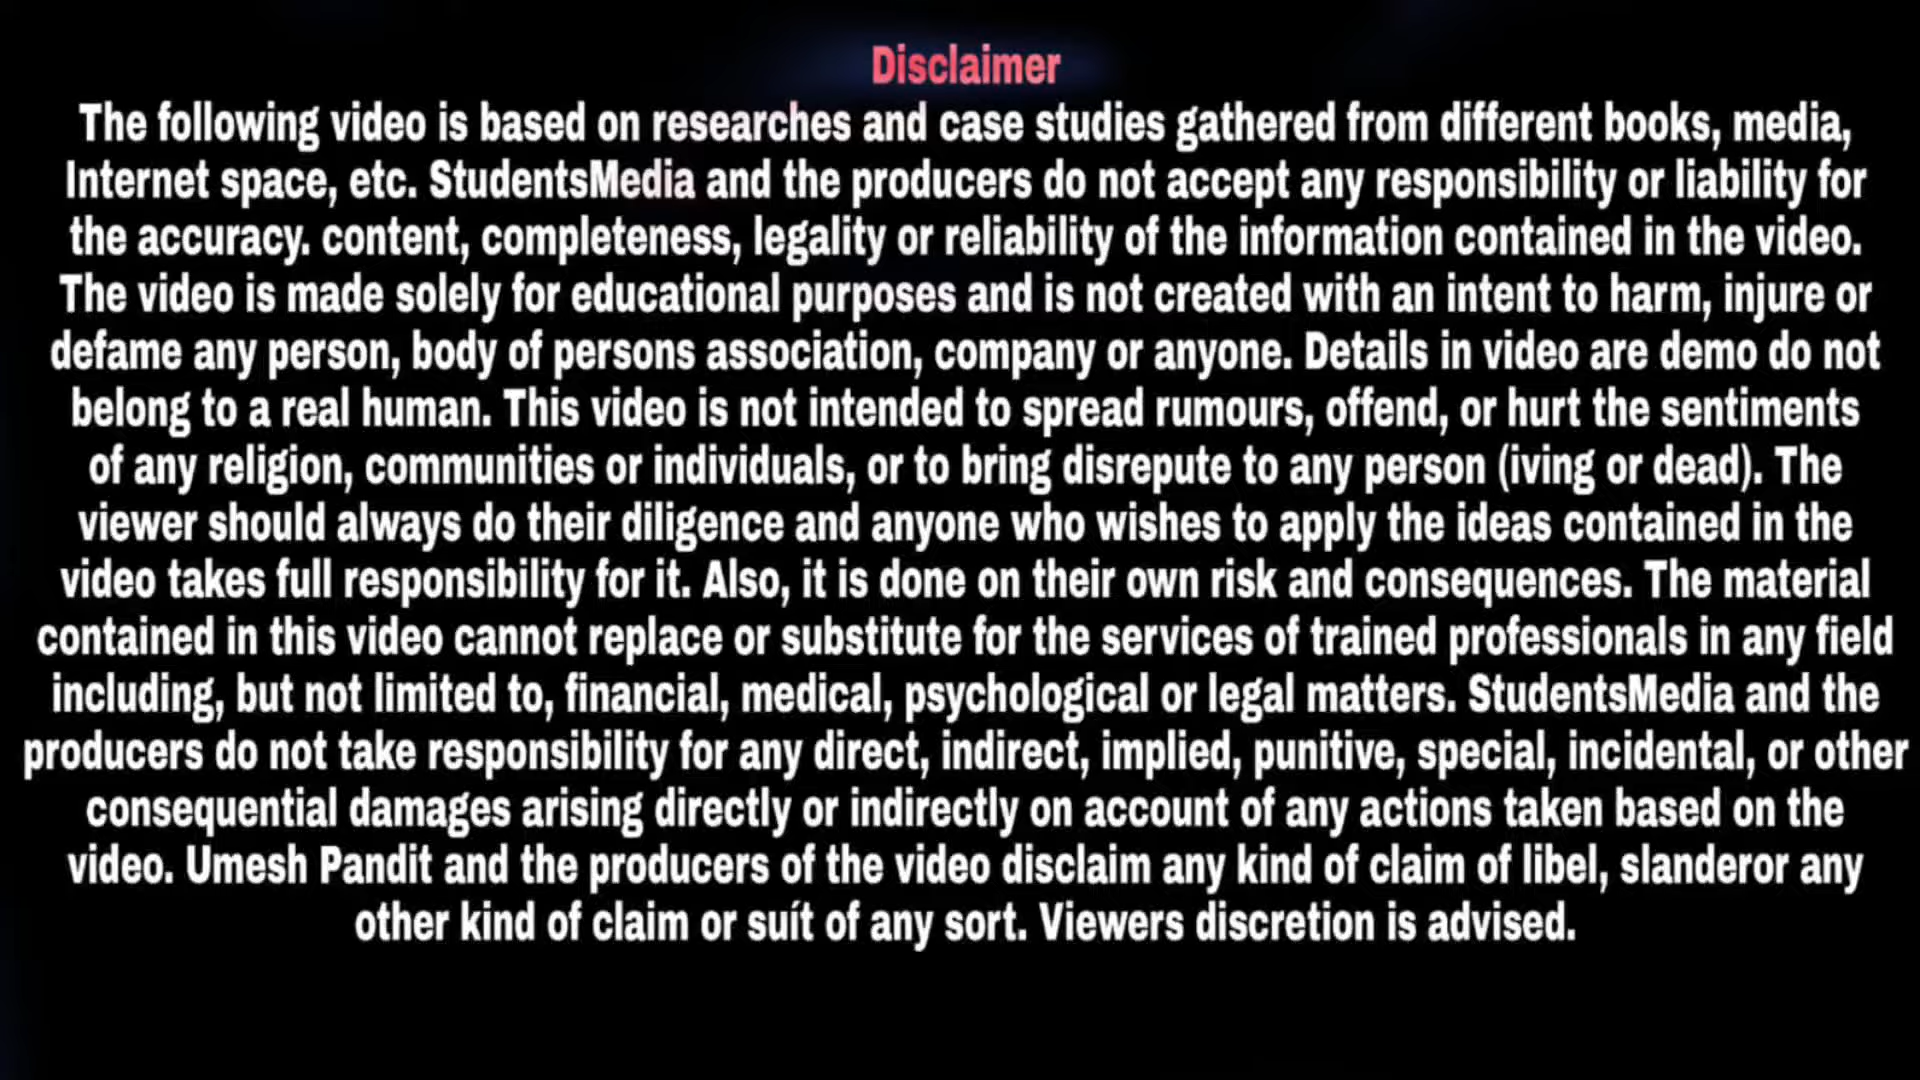 Disclaimer
The following video is based on researches and case studies gathered from different books, media,
Internet space, etc. StudentsMedia and the producers do not accept any responsibility or liability for
the accuracy. content, completeness, legality or reliability of the information contained in the video.
The video is made solely for educational purposes and is not created with an intent to harm, injure or
defame any person, body of persons association, company or anyone. Details in video are demo do not
belong to a real human. This video is not intended to spread rumours, offend, or hurt the sentiments
of any religion, communities or individuals, or to bring disrepute to any person (iving or dead). The
viewer should always do their diligence and anyone who wishes to apply the ideas contained in the
video takes full responsibility for it. Also, it is done on their own risk and consequences. The material
contained in this video cannot replace or substitute for the services of trained professionals in any field
including, but not limited to, financial, medical, psychological or legal matters. StudentsMedia and the
producers do not take responsibility for any direct, indirect, implied, punitive, special, incidental, or other
consequential damages arising directly or indirectly on account of any actions taken based on the
video. Umesh Pandit and the producers of the video disclaim any kind of claim of libel, slanderor any
other kind of claim or suít of any sort. Viewers discretion is advised.